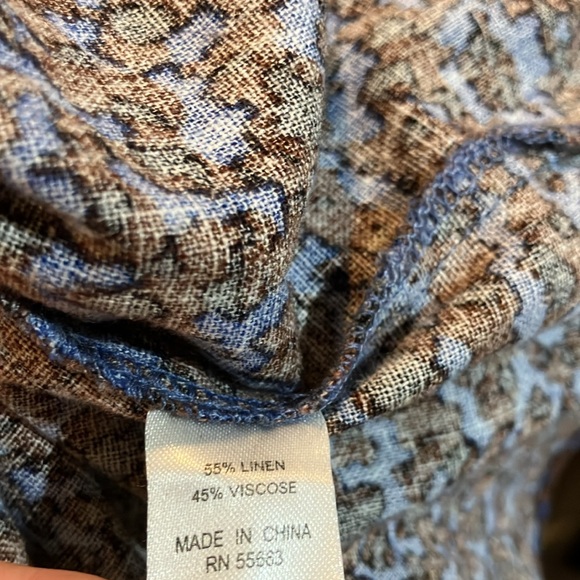 55% LINEN
45% VISCOSE
MADE IN CHINA
RN 55663